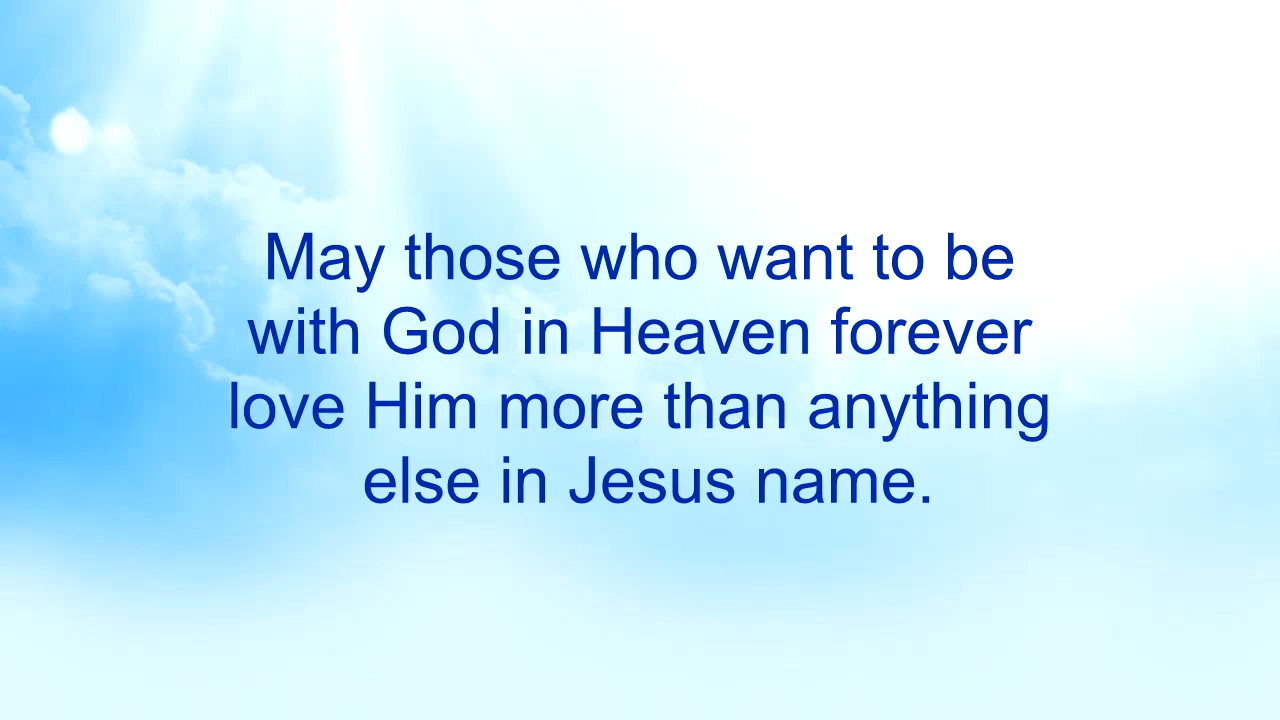 May those who want to be
with God in Heaven forever
love Him more than anything
else in Jesus name.